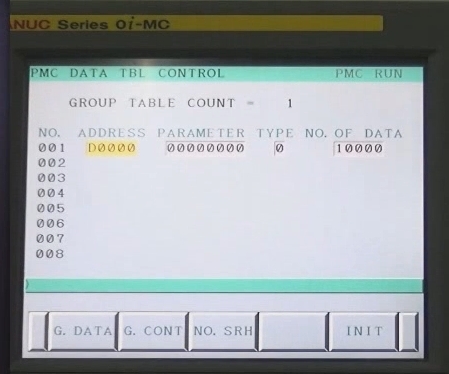 ANUC Series 0i-MC
PMC DATA TBL CONTROL PMC RUN
GROUP TABLE COUNT = 1
NO. ADDRESS PARAMETER TYPE NO. OF DATA
001 D0000 00000000 0 10000
002
003
004
005
006
007
008
G. DATA G. CONT NO. SRH INIT